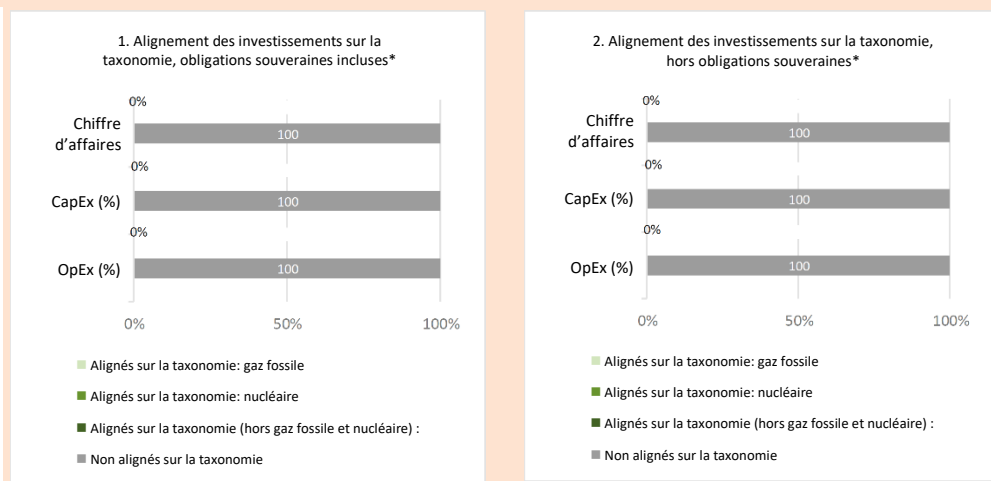 1. Alignement des investissements sur la
taxonomie, obligations souveraines incluses*
0%
Chiffre
d’affaires
100
0%
CapEx (%)
100
0%
OpEx (%)
100
0%
50%
100%
Alignés sur la taxonomie: gaz fossile
Alignés sur la taxonomie: nucléaire
Alignés sur la taxonomie (hors gaz fossile et nucléaire) :
Non alignés sur la taxonomie
2. Alignement des investissements sur la taxonomie,
hors obligations souveraines*
0%
Chiffre
d’affaires
100
0%
CapEx (%)
100
0%
OpEx (%)
100
0%
50%
100%
Alignés sur la taxonomie: gaz fossile
Alignés sur la taxonomie: nucléaire
Alignés sur la taxonomie (hors gaz fossile et nucléaire) :
Non alignés sur la taxonomie